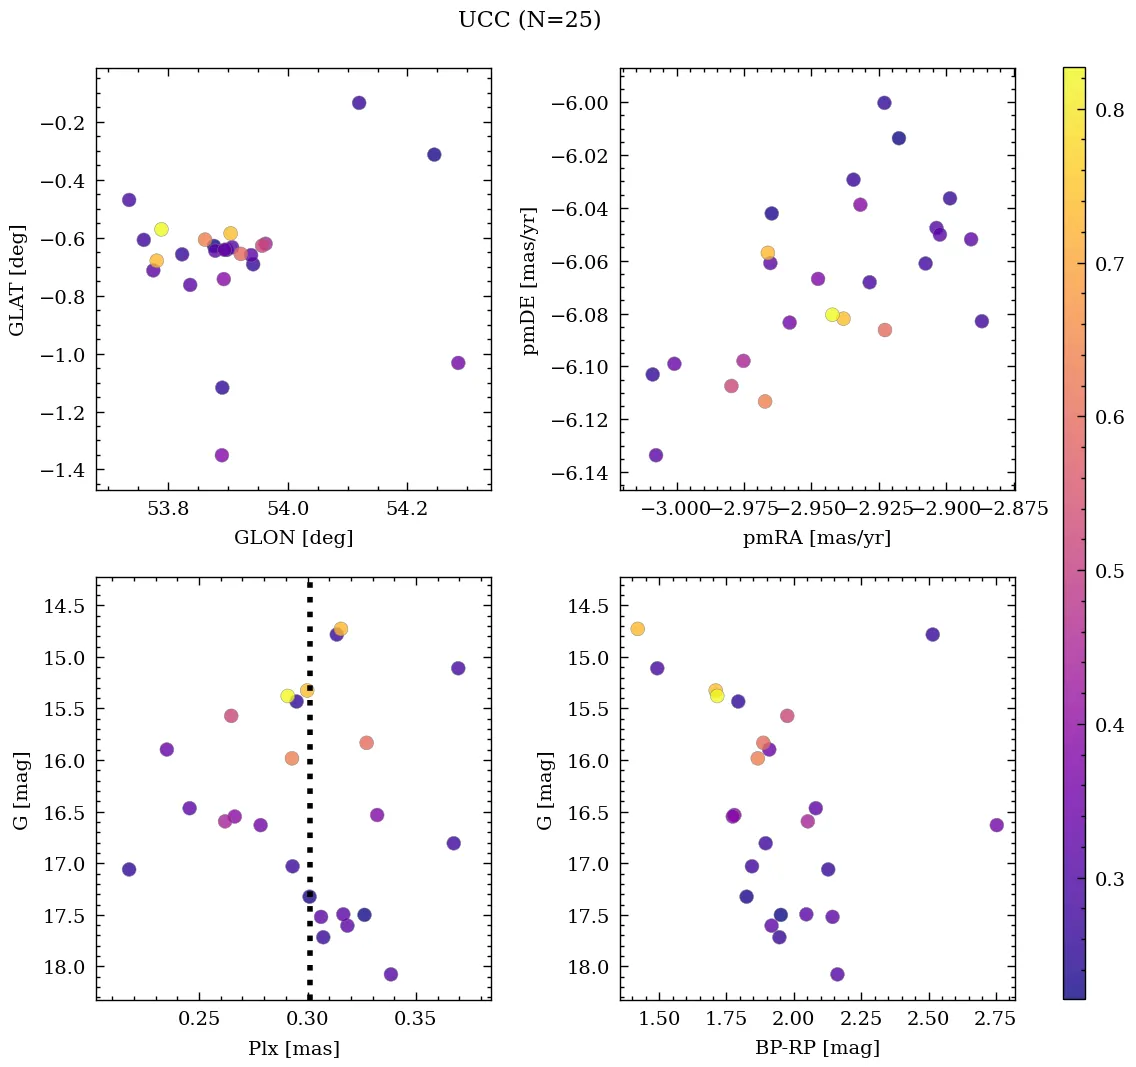 UCC (N=25)
−0.2
−0.4
−0.6
−0.8
−1.0
−1.2
−1.4
GLAT [deg]
53.8 54.0 54.2
GLON [deg]
−6.00
−6.02
−6.04
−6.06
−6.08
−6.10
−6.12
−6.14
pmDE [mas/yr]
−3.000 −2.975 −2.950 −2.925 −2.900 −2.875
pmRA [mas/yr]
14.5
15.0
15.5
16.0
16.5
17.0
17.5
18.0
G [mag]
0.25 0.30 0.35
Plx [mas]
14.5
15.0
15.5
16.0
16.5
17.0
17.5
18.0
G [mag]
1.50 1.75 2.00 2.25 2.50 2.75
BP-RP [mag]
0.8
0.7
0.6
0.5
0.4
0.3